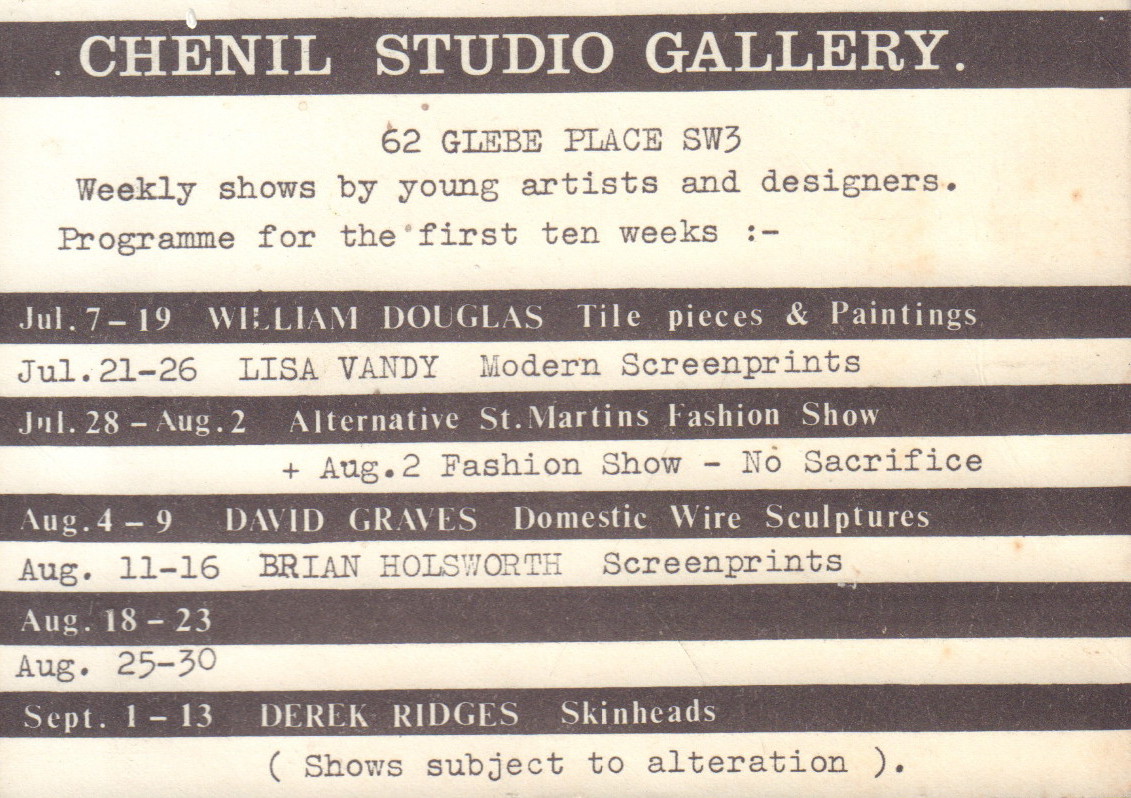 . CHENIL STUDIO GALLERY.
62 GLEBE PLACE SW3
Weekly shows by young artists and designers.
Programme for the first ten weeks :-
Jul. 7 – 19 WILLIAM DOUGLAS Tile pieces & Paintings
Jul. 21-26 LISA VANDY Modern Screenprints
Jul. 28 – Aug. 2 Alternative St. Martins Fashion Show
+ Aug. 2 Fashion Show - No Sacrifice
Aug. 4 – 9 DAVID GRAVES Domestic Wire Sculptures
Aug. 11-16 BRIAN HOLSWORTH Screenprints
Aug. 18 – 23
Aug. 25-30
Sept. 1 – 13 DEREK RIDGES Skinheads
( Shows subject to alteration ).